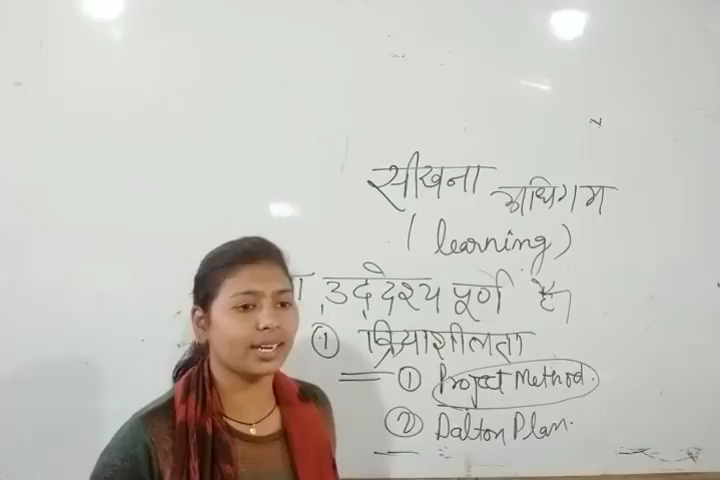 सीखना अधिगम
(learning)
उद्देश्य पूर्ण है।
① क्रियाशीलता
① Project Method.
② Dalton Plan.